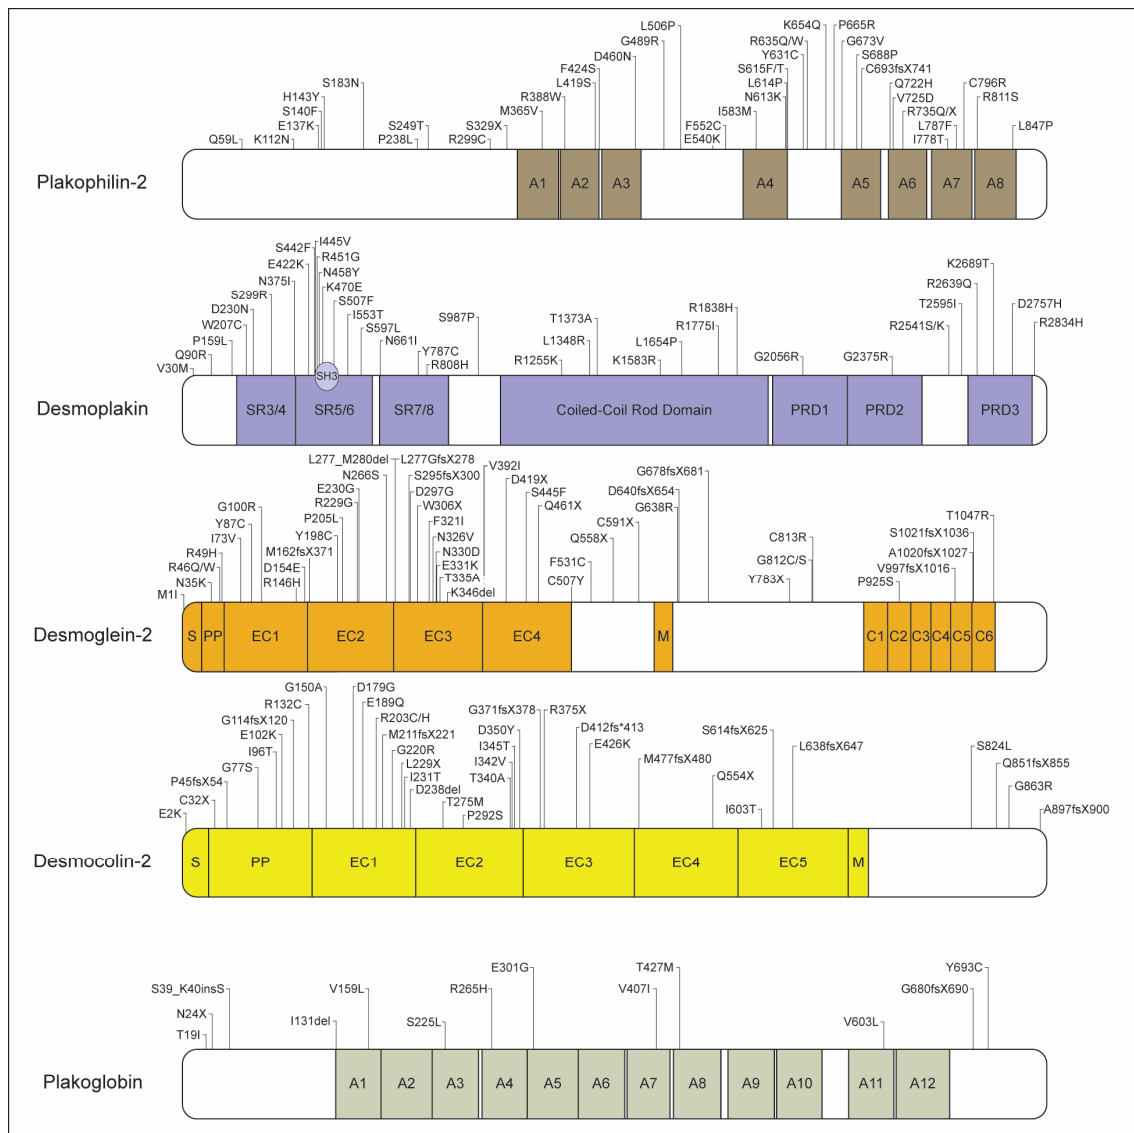 L506P K654Q P665R
G489R R635Q/W G673V
D460N Y631C S688P
F424S S615F/T C693fsX741
S183N L419S L614P Q722H C796R
H143Y R388W N613K V725D R811S
S140F M365V I583M R735Q/X
E137K S249T S329X F552C L787F L847P
Q59L K112N P238L R299C E540K I778T
Plakophilin-2 A1 A2 A3 A4 A5 A6 A7 A8
I445V
S442F R451G K2689T
E422K N458Y
N375I K470E R2639Q
S299R S507F R1838H T2595I D2757H
D230N I553T S987P T1373A
W207C S597L R1775I R2541S/K R2834H
P159L N661I L1348R L1654P
Q90R Y787C R1255K K1583R G2056R G2375R
V30M R808H
SH3
Desmoplakin SR3/4 SR5/6 SR7/8 Coiled-Coil Rod Domain PRD1 PRD2 PRD3
L277_M280del L277GfsX278 V392I
N266S S295fsX300 D419X G678fsX681
E230G D297G S445F D640fsX654
G100R R229G W306X Q461X G638R T1047R
Y87C P205L F321I C591X S1021fsX1036
I73V Y198C N326V Q558X C813R
R49H M162fsX371 N330D F531C G812C/S A1020fsX1027
R46Q/W D154E E331K C507Y V997fsX1016
N35K R146H T335A Y783X P925S
M1I K346del
Desmoglein-2 S PP EC1 EC2 EC3 EC4 M C1 C2 C3 C4 C5 C6
G150A D179G
R132C E189Q G371fsX378 R375X
G114fsX120 R203C/H D350Y D412fs*413 S614fsX625
E102K M211fsX221 I345T E426K L638fsX647 S824L
I96T G220R I342V M477fsX480 Q851fsX855
G77S L229X T340A Q554X G863R
P45fsX54 I231T
C32X D238del T275M I603T A897fsX900
E2K P292S
Desmocolin-2 S PP EC1 EC2 EC3 EC4 EC5 M
E301G T427M Y693C
S39_K40insS V159L R265H V407I G680fsX690
N24X I131del S225L V603L
T19I
Plakoglobin A1 A2 A3 A4 A5 A6 A7 A8 A9 A10 A11 A12